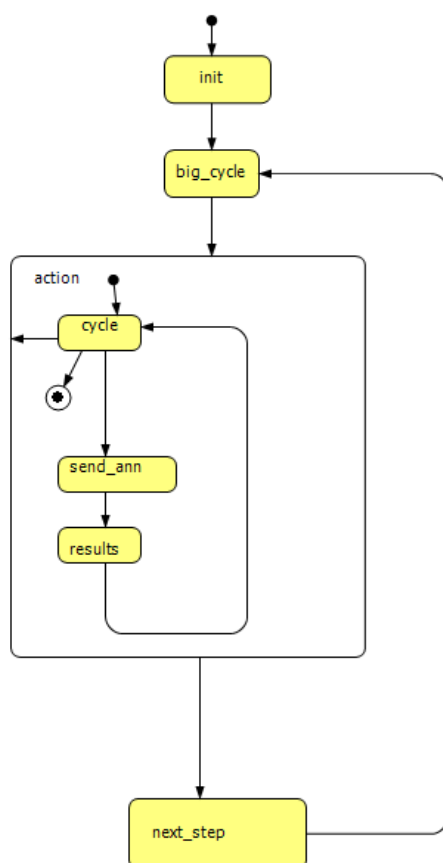 init
big_cycle
action
cycle
send_ann
results
next_step